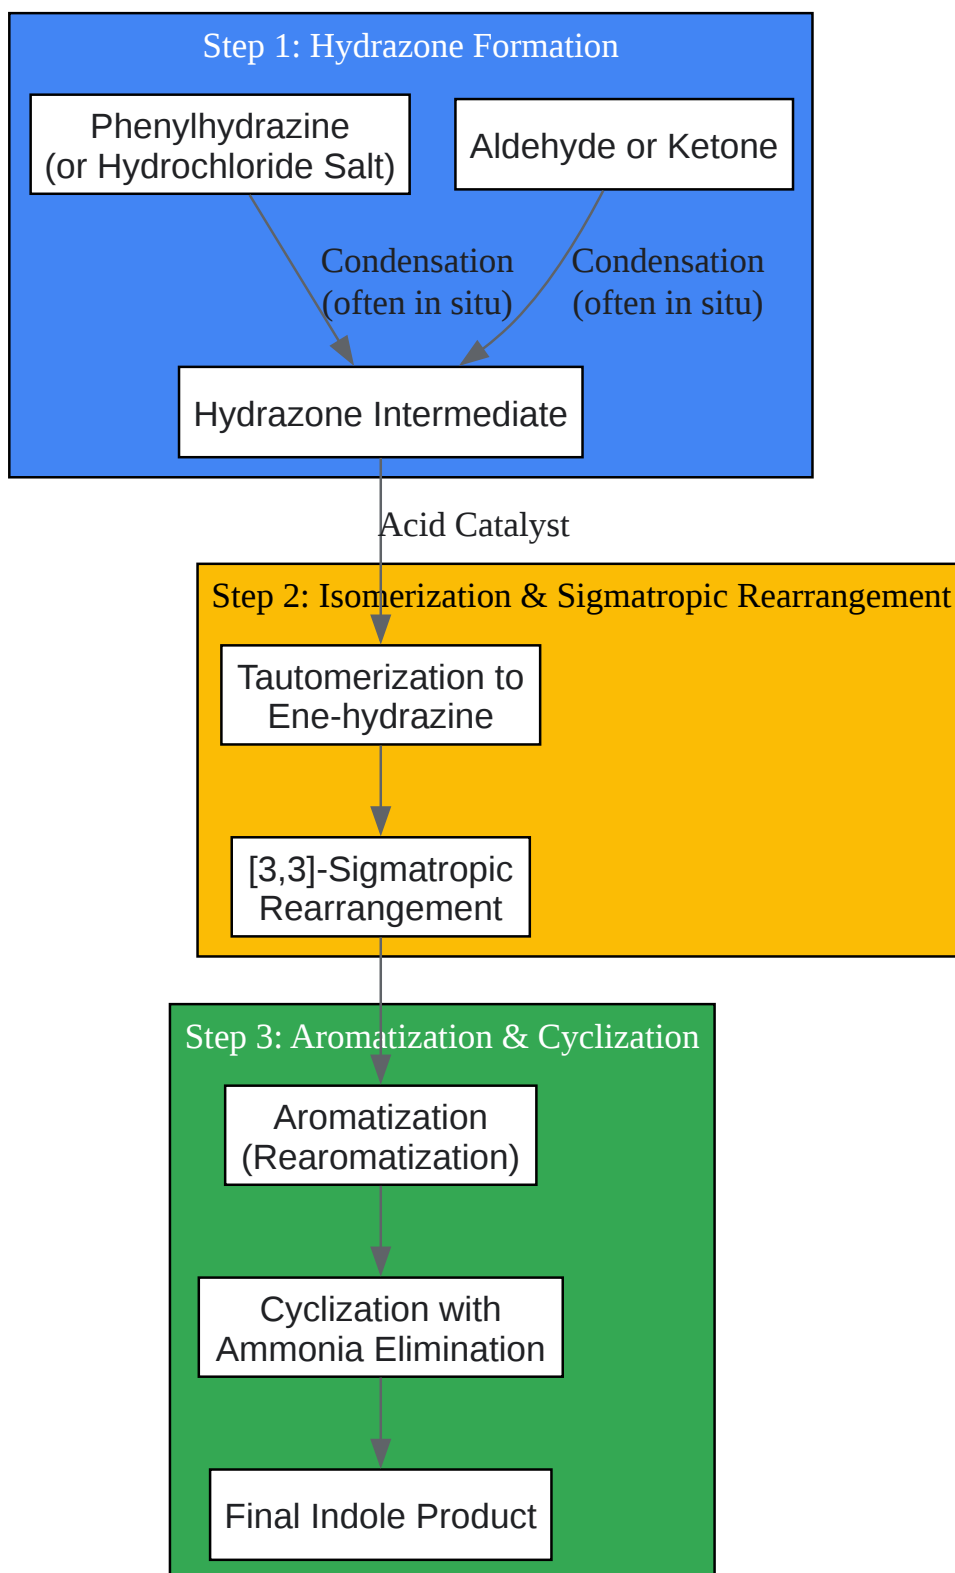 Step 1: Hydrazone Formation
Phenylhydrazine
(or Hydrochloride Salt)
Aldehyde or Ketone
Condensation
(often in situ)
Condensation
(often in situ)
Hydrazone Intermediate
Acid Catalyst
Step 2: Isomerization & Sigmatropic Rearrangement
Tautomerization to
Ene-hydrazine
[3,3]-Sigmatropic
Rearrangement
Step 3: Aromatization & Cyclization
Aromatization
(Rearomatization)
Cyclization with
Ammonia Elimination
Final Indole Product